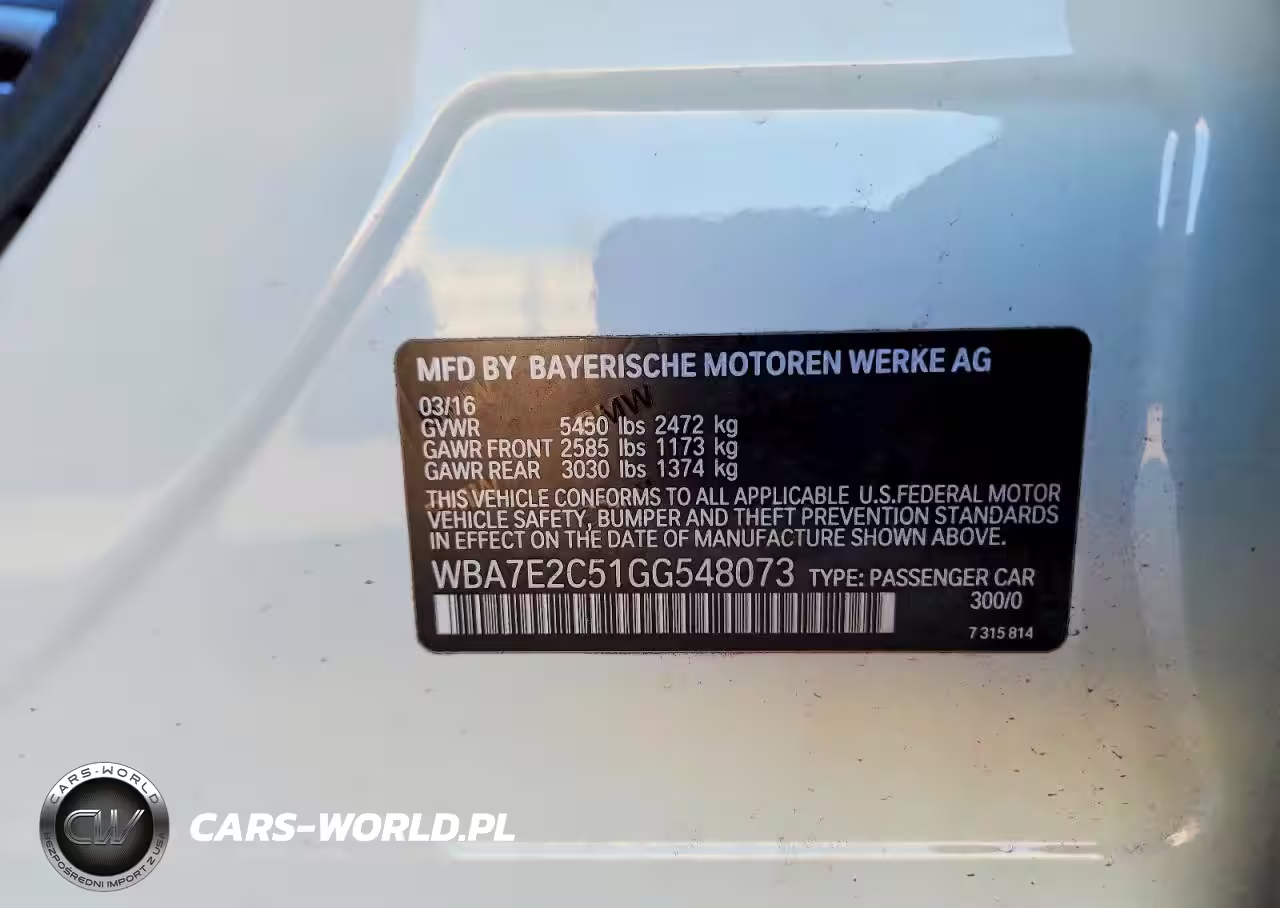 MFD BY BAYERISCHE MOTOREN WERKE AG
03/16
GVWR 5450 lbs 2472 kg
GAWR FRONT 2585 lbs 1173 kg
GAWR REAR 3030 lbs 1374 kg
THIS VEHICLE CONFORMS TO ALL APPLICABLE U.S.FEDERAL MOTOR
VEHICLE SAFETY, BUMPER AND THEFT PREVENTION STANDARDS
IN EFFECT ON THE DATE OF MANUFACTURE SHOWN ABOVE.
WBA7E2C51GG548073 TYPE: PASSENGER CAR
300/0
7 315 814
CARS-WORLD
CW
BEZPOŚREDNI IMPORT Z USA
CARS-WORLD.PL